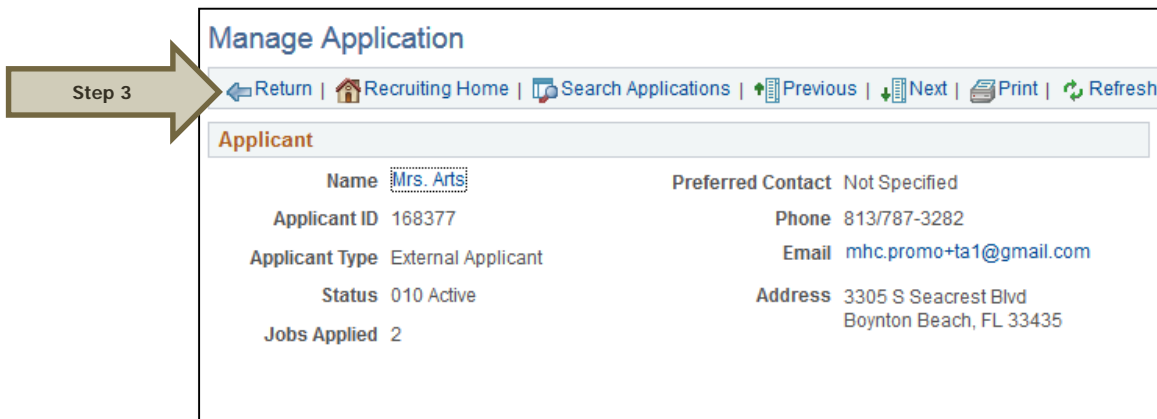 Manage Application
Step 3
Return | Recruiting Home | Search Applications | Previous | Next | Print | Refresh
Applicant
Name Mrs. Arts Preferred Contact Not Specified
Applicant ID 168377 Phone 813/787-3282
Applicant Type External Applicant Email mhc.promo+ta1@gmail.com
Status 010 Active Address 3305 S Seacrest Blvd
Boynton Beach, FL 33435
Jobs Applied 2